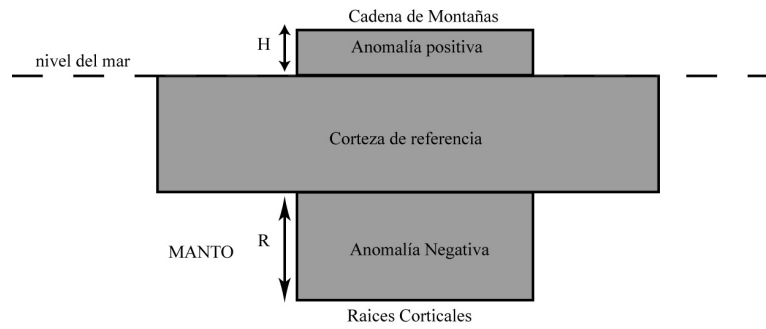 Cadena de Montañas
H
Anomalía positiva
nivel del mar
Corteza de referencia
MANTO
R
Anomalía Negativa
Raices Corticales